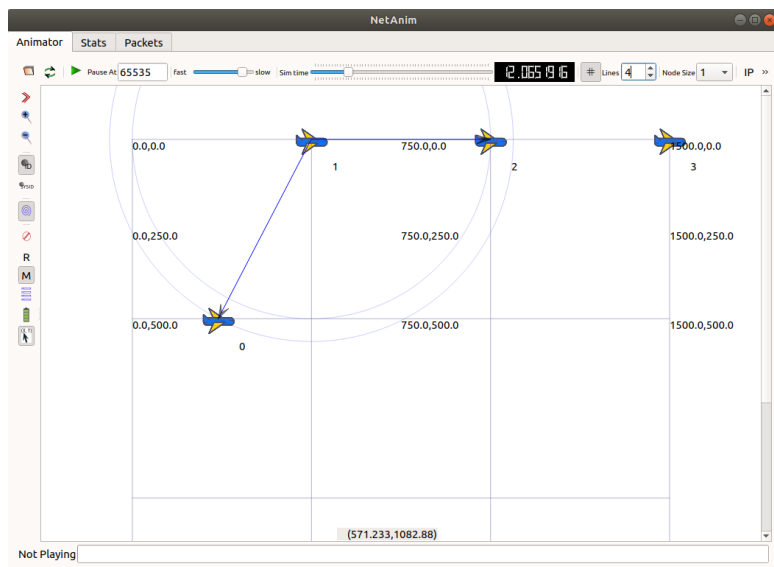 NetAnim
Animator Stats Packets
Pause At 65535 Fast slow Sim time 12.0651916 # Lines 4 Node Size 1 IP »
0.0,0.0 750.0,0.0 1500.0,0.0
1 2 3
ID
SYSID
0.0,250.0 750.0,250.0 1500.0,250.0
R
M
0.0,500.0 750.0,500.0 1500.0,500.0
0
(571.233,1082.88)
Not Playing